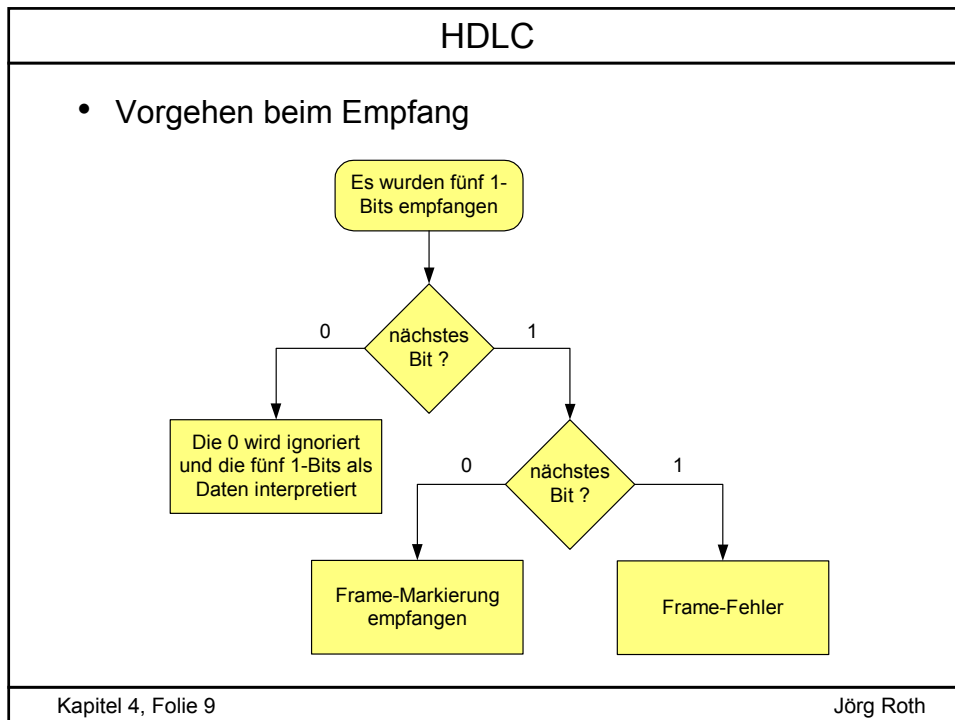 HDLC
• Vorgehen beim Empfang
Es wurden fünf 1-
Bits empfangen
0
nächstes
Bit ?
1
Die 0 wird ignoriert
und die fünf 1-Bits als
Daten interpretiert
0
nächstes
Bit ?
1
Frame-Markierung
empfangen
Frame-Fehler
Kapitel 4, Folie 9
Jörg Roth